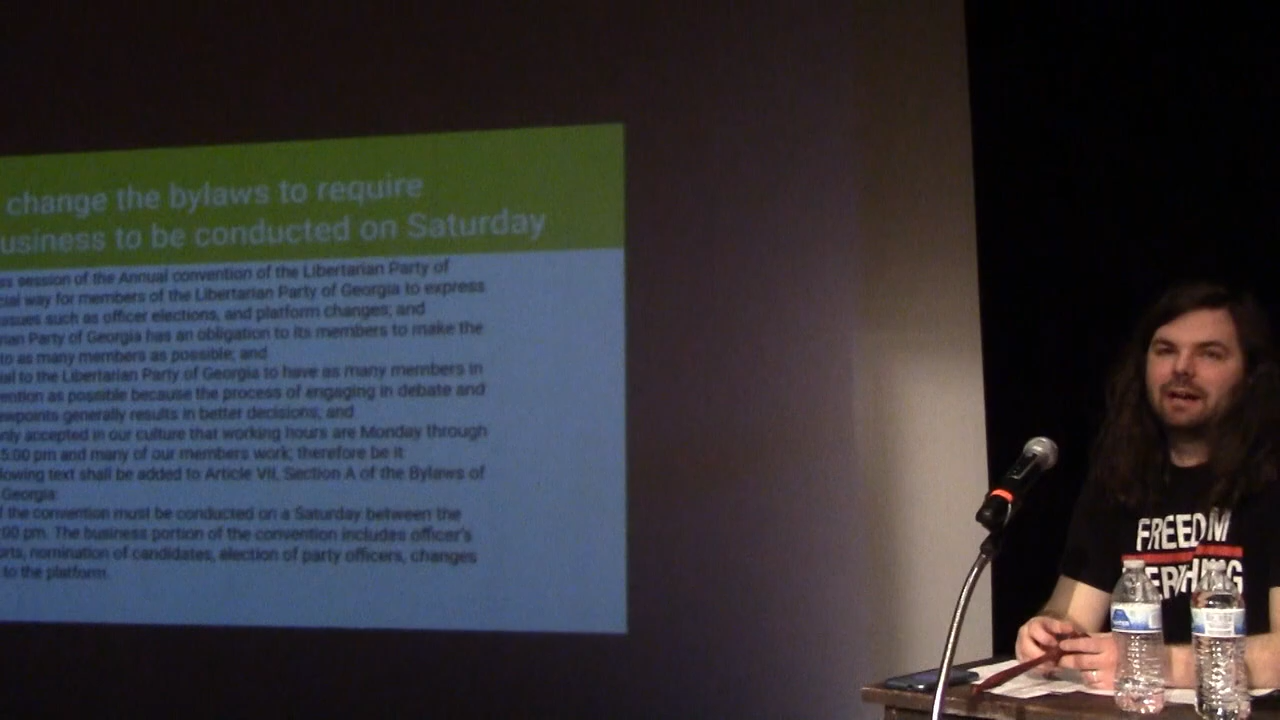 change the bylaws to require
usiness to be conducted on Saturday
ss session of the Annual convention of the Libertarian Party of
cial way for members of the Libertarian Party of Georgia to express
issues such as officer elections, and platform changes; and
rian Party of Georgia has an obligation to its members to make the
to as many members as possible; and
ial to the Libertarian Party of Georgia to have as many members in
ention as possible because the process of engaging in debate and
ewpoints generally results in better decisions; and
nly accepted in our culture that working hours are Monday through
5:00 pm and many of our members work; therefore be it
lowing text shall be added to Article VII, Section A of the Bylaws of
Georgia:
f the convention must be conducted on a Saturday between the
:00 pm. The business portion of the convention includes officer's
orts, nomination of candidates, election of party officers, changes
to the platform.
FREEDOM